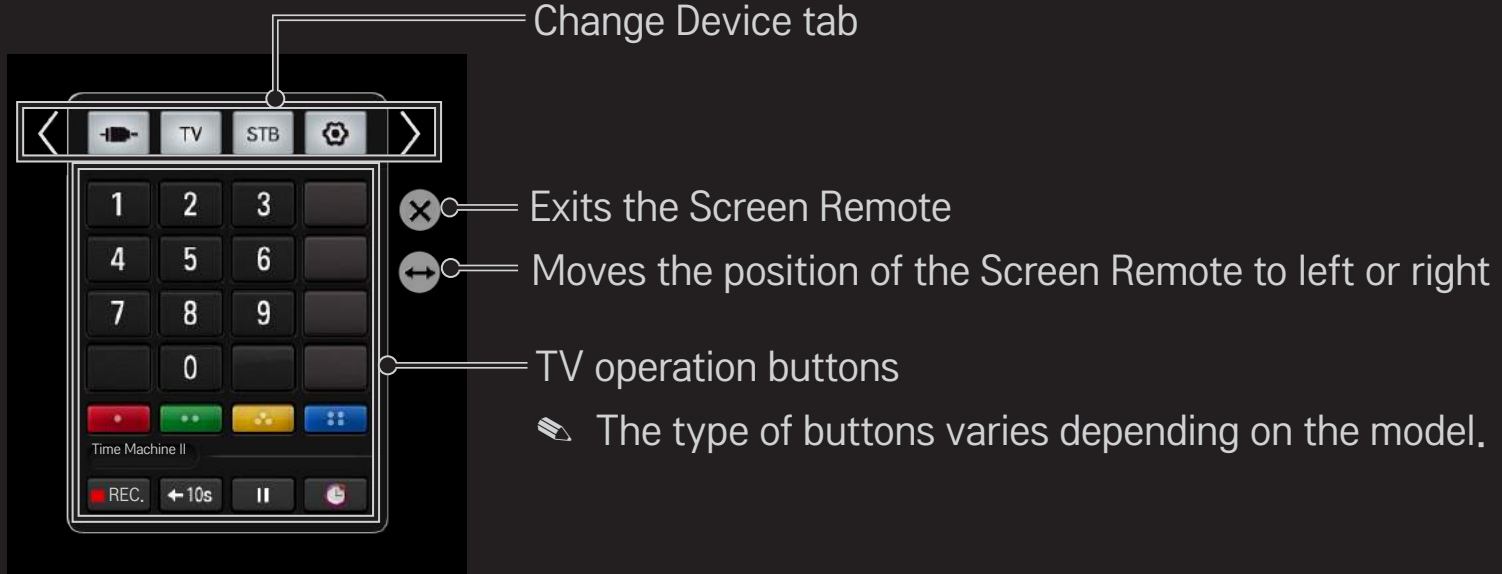 Change Device tab
TV STB
1 2 3
Exits the Screen Remote
4 5 6
Moves the position of the Screen Remote to left or right
7 8 9
0
TV operation buttons
✎ The type of buttons varies depending on the model.
Time Machine II
REC. ←10s